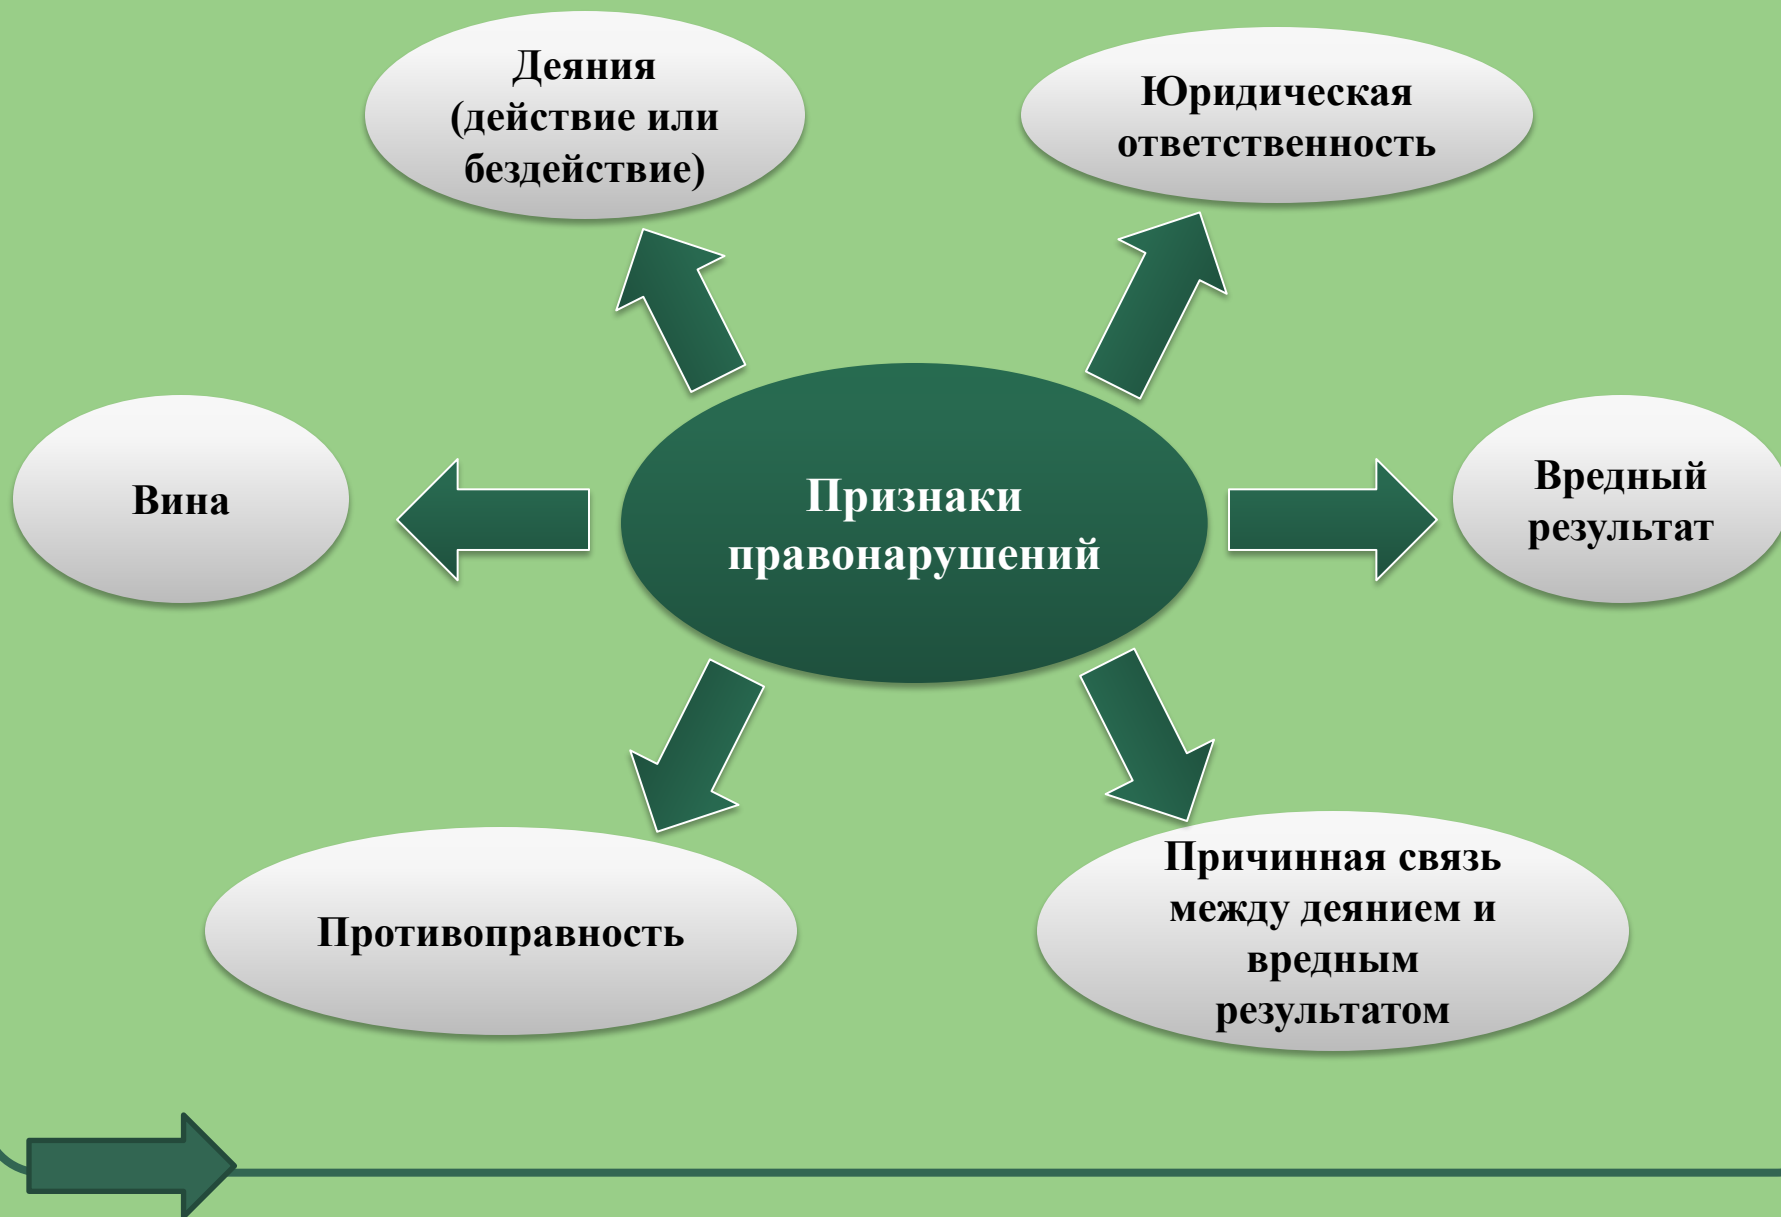 Деяния
(действие или
бездействие)
Юридическая
ответственность
Вина
Признаки
правонарушений
Вредный
результат
Противоправность
Причинная связь
между деянием и
вредным
результатом